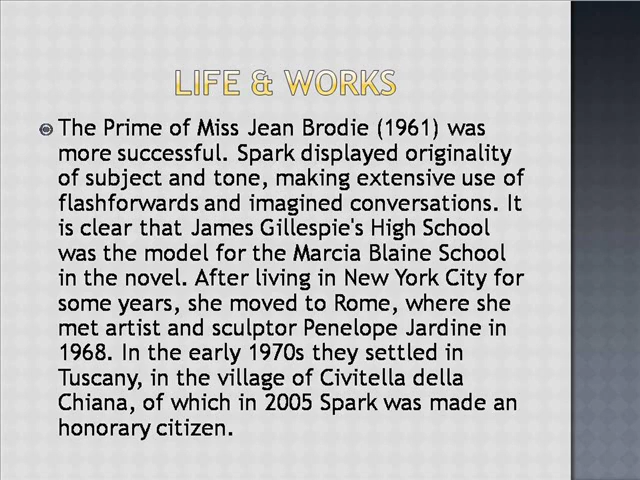 LIFE & WORKS
The Prime of Miss Jean Brodie (1961) was
more successful. Spark displayed originality
of subject and tone, making extensive use of
flashforwards and imagined conversations. It
is clear that James Gillespie's High School
was the model for the Marcia Blaine School
in the novel. After living in New York City for
some years, she moved to Rome, where she
met artist and sculptor Penelope Jardine in
1968. In the early 1970s they settled in
Tuscany, in the village of Civitella della
Chiana, of which in 2005 Spark was made an
honorary citizen.